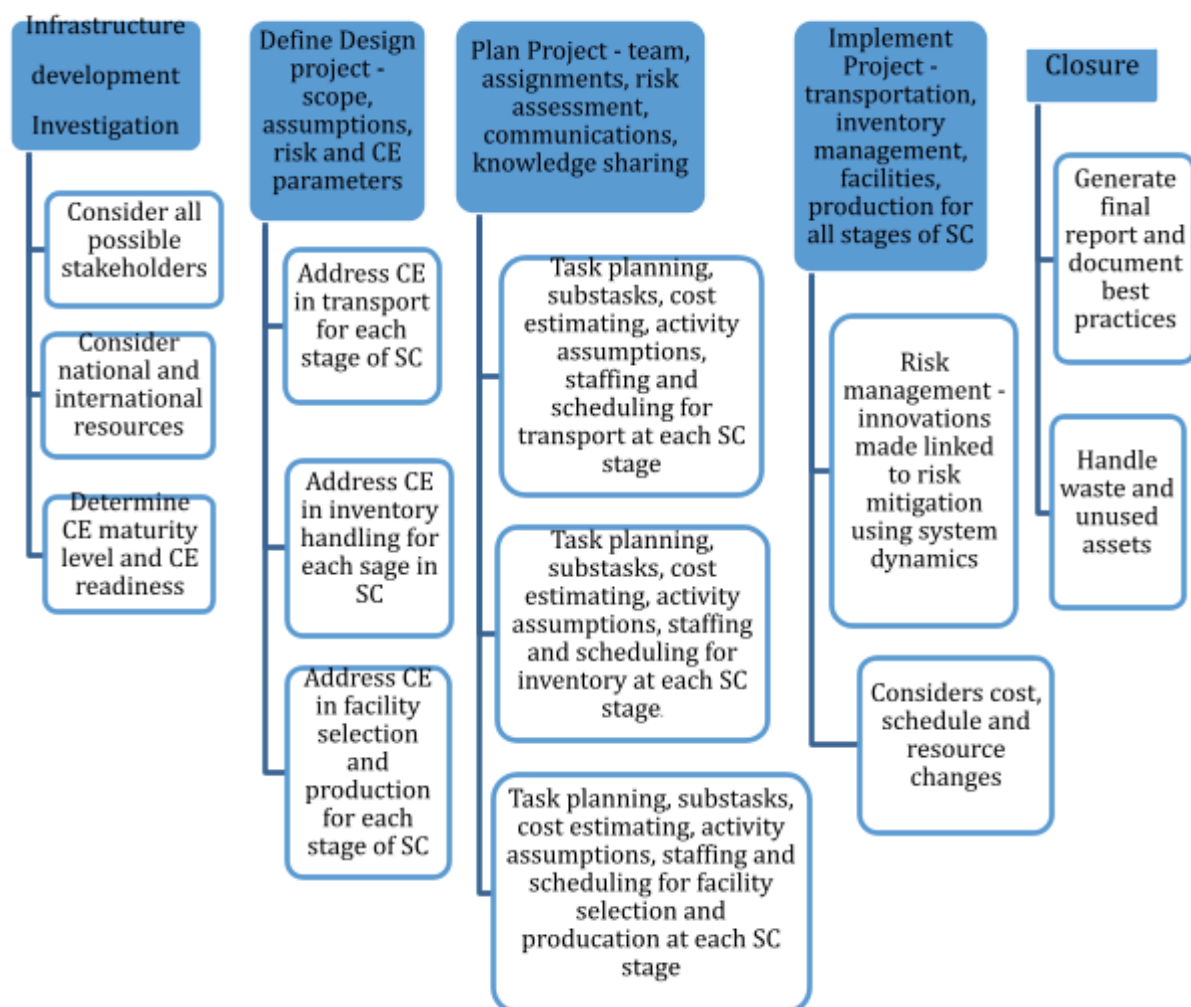 Infrastructure
development
Investigation
Consider all
possible
stakeholders
Consider
national and
international
resources
Determine
CE maturity
level and CE
readiness
Define Design
project -
scope,
assumptions,
risk and CE
parameters
Address CE
in transport
for each
stage of SC
Address CE
in inventory
handling for
each sage in
SC
Address CE
in facility
selection
and
production
for each
stage of SC
Plan Project - team,
assignments, risk
assessment,
communications,
knowledge sharing
Task planning,
substasks, cost
estimating, activity
assumptions,
staffing and
scheduling for
transport at each SC
stage
Task planning,
substasks, cost
estimating, activity
assumptions, staffing
and scheduling for
inventory at each SC
stage.
Task planning, substasks,
cost estimating, activity
assumptions, staffing and
scheduling for facility
selection and
producation at each SC
stage
Implement
Project -
transportation,
inventory
management,
facilities,
production for
all stages of SC
Risk
management -
innovations
made linked
to risk
mitigation
using system
dynamics
Considers cost,
schedule and
resource
changes
Closure
Generate
final
report and
document
best
practices
Handle
waste and
unused
assets